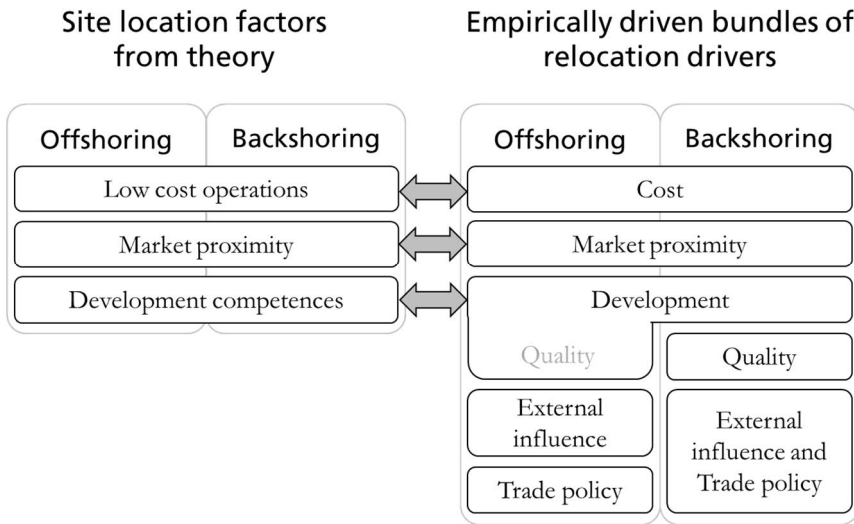 Site location factors
from theory
Empirically driven bundles of
relocation drivers
Offshoring
Backshoring
Offshoring
Backshoring
Low cost operations
Cost
Market proximity
Market proximity
Development competences
Development
Quality
Quality
External
influence
External
influence and
Trade policy
Trade policy